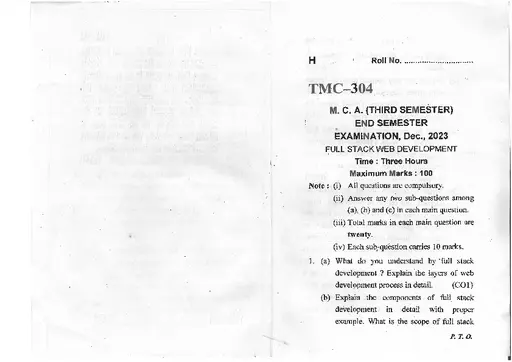 H Roll No. ..............................
TMC–304
M. C. A. (THIRD SEMESTER)
END SEMESTER
EXAMINATION, Dec., 2023
FULL STACK WEB DEVELOPMENT
Time : Three Hours
Maximum Marks : 100
Note : (i) All questions are compulsory.
(ii) Answer any two sub-questions among
(a), (b) and (c) in each main question.
(iii) Total marks in each main question are
twenty.
(iv) Each sub-question carries 10 marks.
1. (a) What do you understand by full stack
development ? Explain the layers of web
development process in detail. (CO1)
(b) Explain the components of full stack
development in detail with proper
example. What is the scope of full stack
P. T. O.